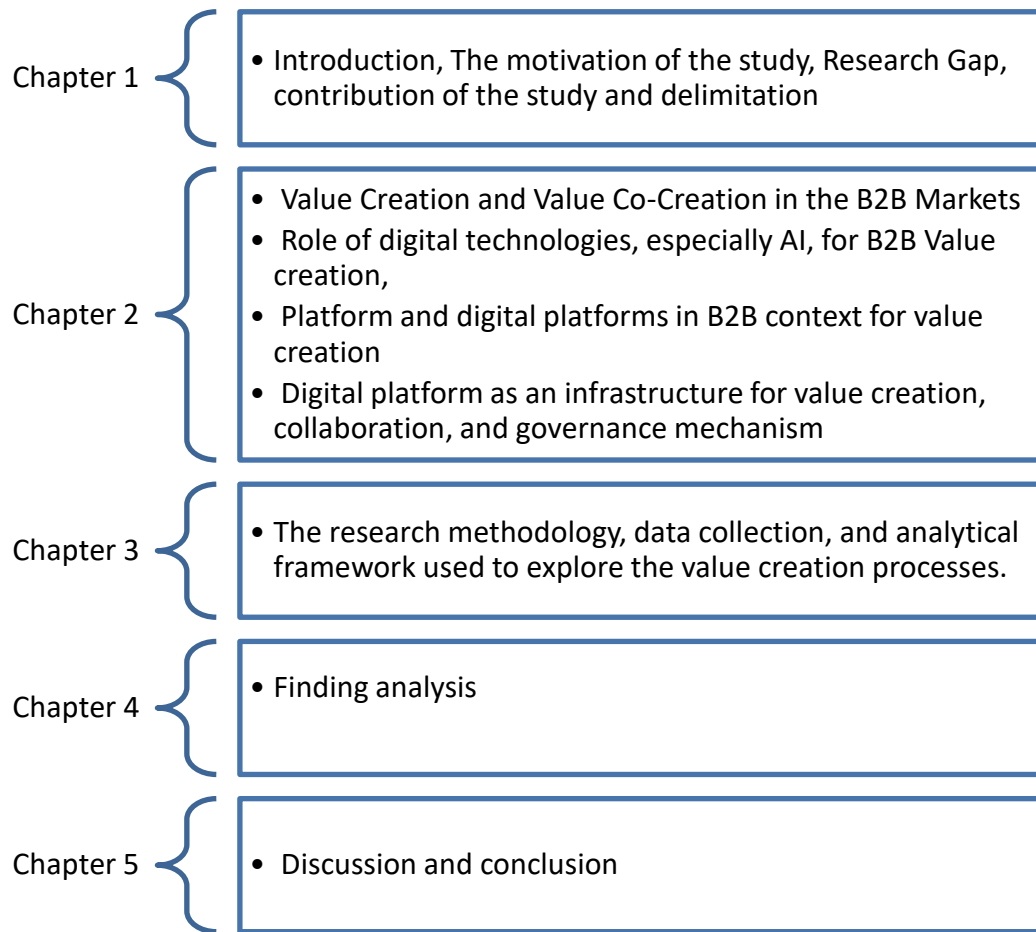 Chapter 1
• Introduction, The motivation of the study, Research Gap,
contribution of the study and delimitation
Chapter 2
• Value Creation and Value Co-Creation in the B2B Markets
• Role of digital technologies, especially AI, for B2B Value
creation,
• Platform and digital platforms in B2B context for value
creation
• Digital platform as an infrastructure for value creation,
collaboration, and governance mechanism
Chapter 3
• The research methodology, data collection, and analytical
framework used to explore the value creation processes.
Chapter 4
• Finding analysis
Chapter 5
• Discussion and conclusion